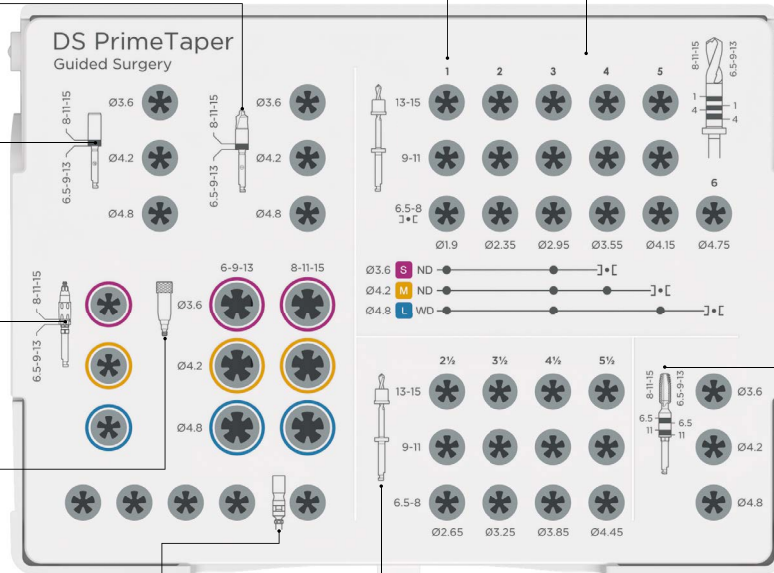 DS PrimeTaper
Guided Surgery
8-11-15
6.5-9-13
Ø3.6
Ø4.2
Ø4.8
8-11-15
6.5-9-13
Ø3.6
Ø4.2
Ø4.8
1 2 3 4 5
13-15
9-11
6.5-8
]•[
Ø1.9 Ø2.35 Ø2.95 Ø3.55 Ø4.15 Ø4.75
6
8-11-15
6.5-9-13
1
4
1
4
Ø3.6 S ND ]•[
Ø4.2 M ND ]•[
Ø4.8 L WD ]•[
8-11-15
6.5-9-13
6-9-13 8-11-15
Ø3.6
Ø4.2
Ø4.8
2½ 3½ 4½ 5½
13-15
9-11
6.5-8
Ø2.65 Ø3.25 Ø3.85 Ø4.45
8-11-15
6.5-9-13
6.5
11
6.5
11
Ø3.6
Ø4.2
Ø4.8